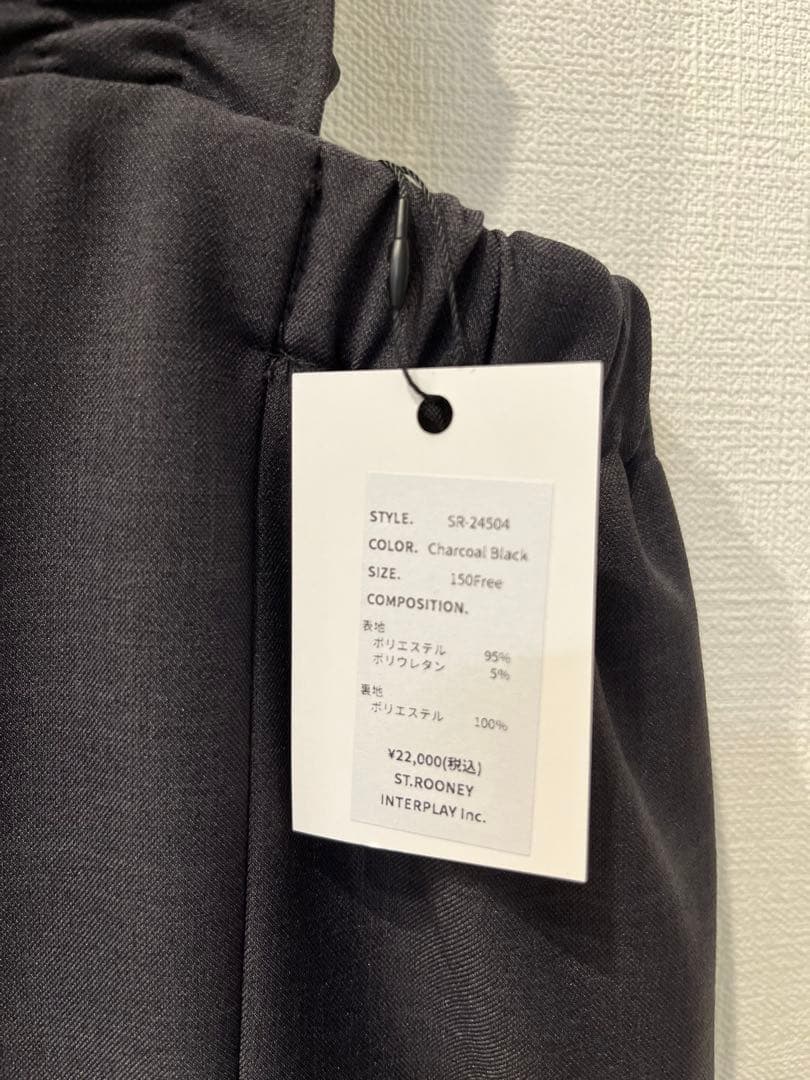 STYLE. SR-24504
COLOR. Charcoal Black
SIZE. 150Free
COMPOSITION.
表地
ポリエステル 95%
ポリウレタン 5%
裏地
ポリエステル 100%
¥22,000(税込)
ST.ROONEY
INTERPLAY Inc.